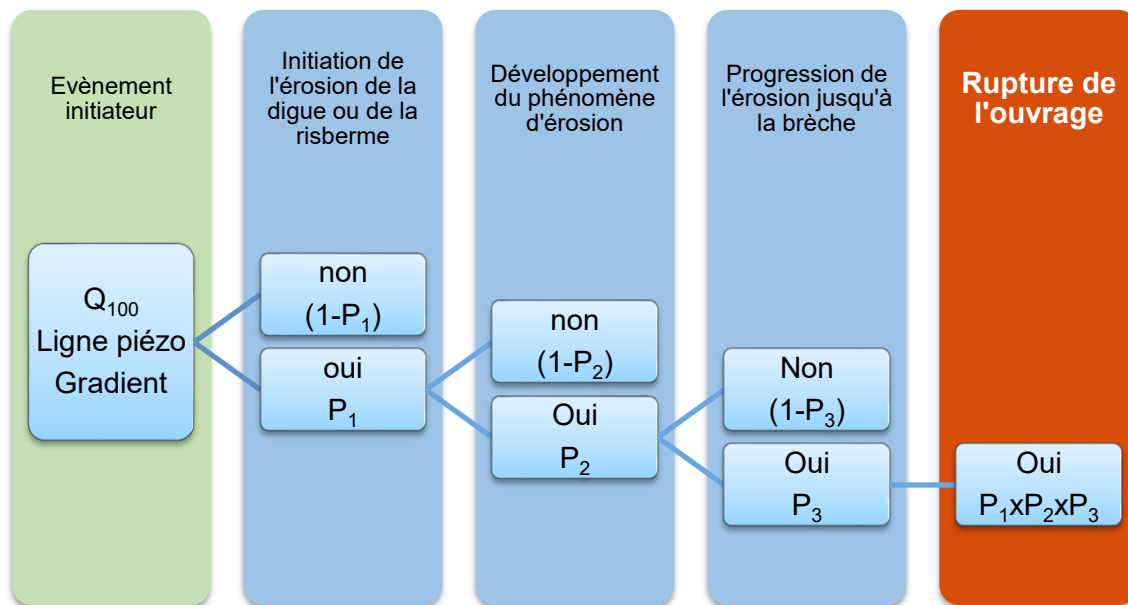 Evènement
initiateur
Initiation de
l'érosion de la
digue ou de la
risberme
Développement
du phénomène
d'érosion
Progression de
l'érosion jusqu'à
la brèche
Rupture de
l'ouvrage
Q₁₀₀
Ligne piézo
Gradient
non
(1-P₁)
oui
P₁
non
(1-P₂)
Oui
P₂
Non
(1-P₃)
Oui
P₃
Oui
P₁xP₂xP₃